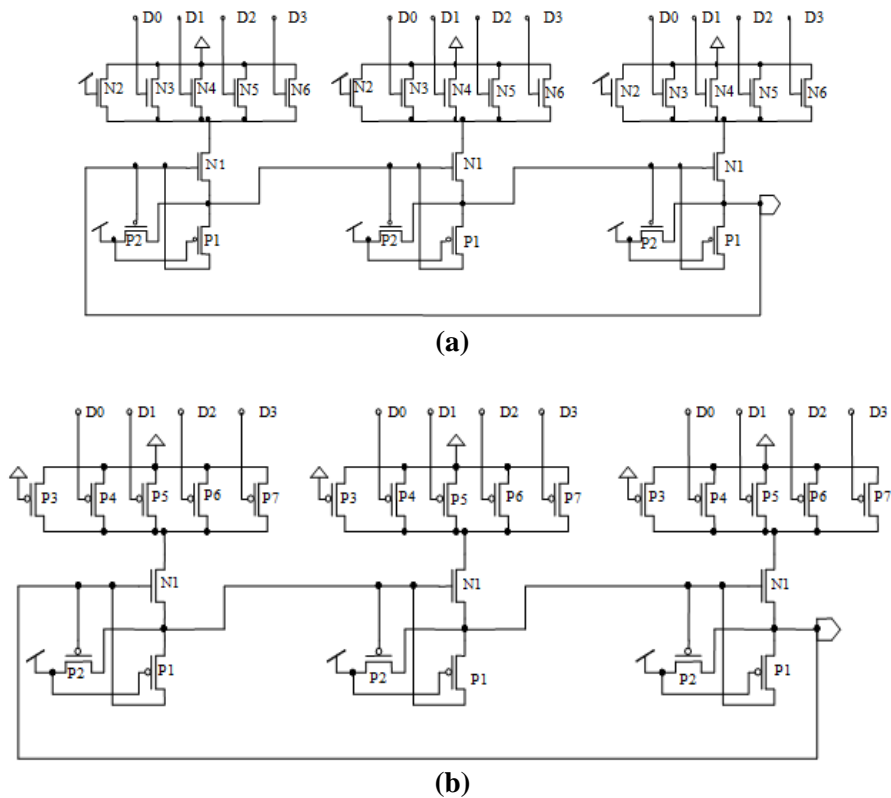 D0 D1 D2 D3 D0 D1 D2 D3 D0 D1 D2 D3
N2 N3 N4 N5 N6 N2 N3 N4 N5 N6 N2 N3 N4 N5 N6
N1 N1 N1
P2 P1 P2 P1 P2 P1
(a)
D0 D1 D2 D3 D0 D1 D2 D3 D0 D1 D2 D3
P3 P4 P5 P6 P7 P3 P4 P5 P6 P7 P3 P4 P5 P6 P7
N1 N1 N1
P2 P1 P2 P1 P2 P1
(b)